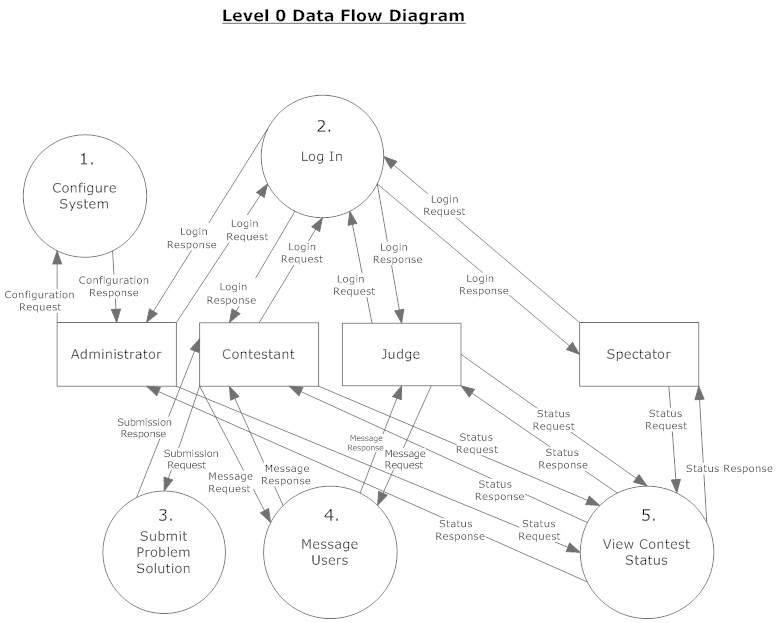 Level 0 Data Flow Diagram
1.
Configure
System
2.
Log In
Login
Request
Login
Response
Login
Request
Login
Request
Login
Response
Configuration
Response
Configuration
Request
Login
Response
Login
Request
Login
Response
Administrator
Contestant
Judge
Spectator
Submission
Response
Submission
Request
Message
Request
Message
Response
Message
Response
Message
Request
Status
Request
Status
Response
Status
Request
Status
Response
Status
Request
Status Response
Status
Response
Status
Request
3.
Submit
Problem
Solution
4.
Message
Users
5.
View Contest
Status